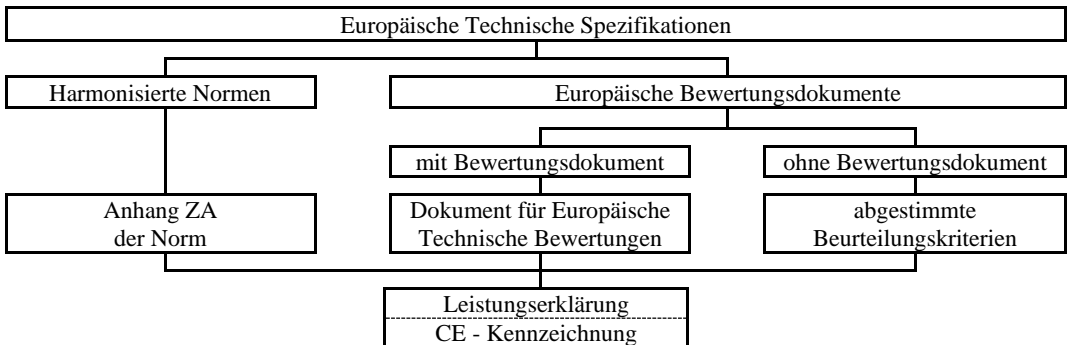 Europäische Technische Spezifikationen
Harmonisierte Normen
Europäische Bewertungsdokumente
mit Bewertungsdokument
ohne Bewertungsdokument
Anhang ZA
der Norm
Dokument für Europäische
Technische Bewertungen
abgestimmte
Beurteilungskriterien
Leistungserklärung
CE - Kennzeichnung